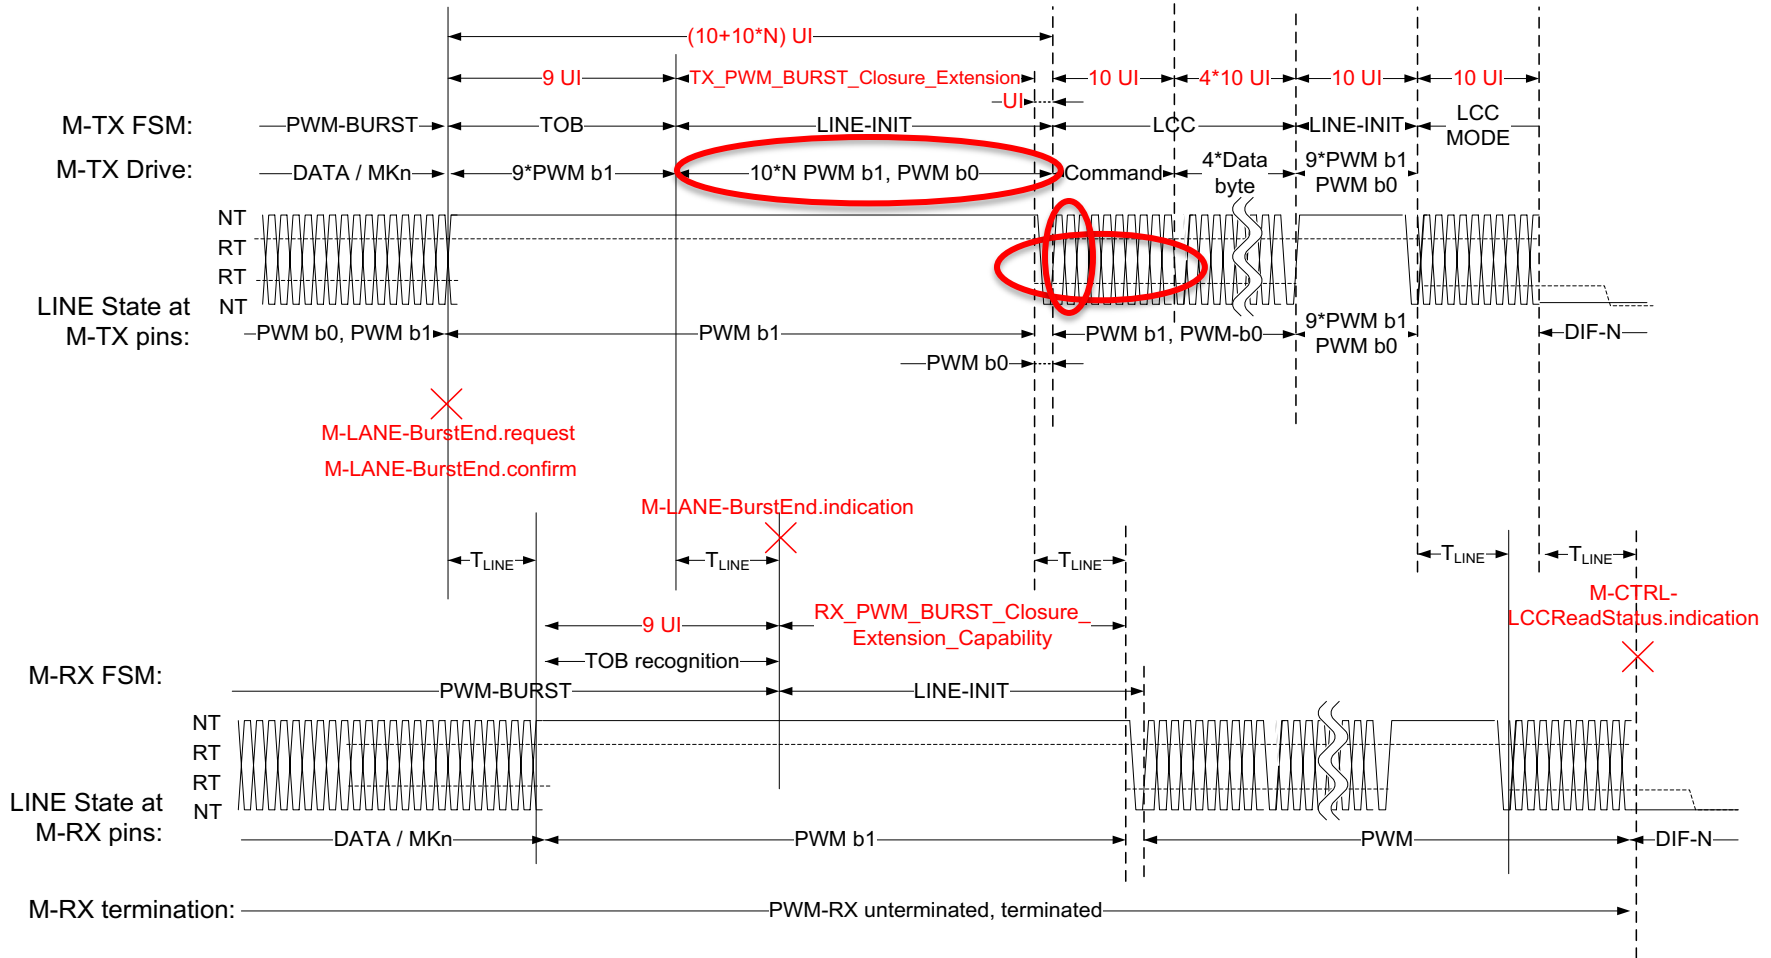 (10+10*N) UI
9 UI
TX_PWM_BURST_Closure_Extension
10 UI
4*10 UI
10 UI
10 UI
UI
M-TX FSM:
PWM-BURST
TOB
LINE-INIT
LCC
LINE-INIT
LCC
MODE
M-TX Drive:
DATA / MKn
9*PWM b1
10*N PWM b1, PWM b0
Command
4*Data
byte
9*PWM b1
PWM b0
NT
RT
RT
NT
LINE State at
M-TX pins:
PWM b0, PWM b1
PWM b1
PWM b1, PWM-b0
9*PWM b1
PWM b0
DIF-N
PWM b0
M-LANE-BurstEnd.request
M-LANE-BurstEnd.confirm
M-LANE-BurstEnd.indication
TLINE
TLINE
TLINE
TLINE
TLINE
M-CTRL-
LCCReadStatus.indication
9 UI
RX_PWM_BURST_Closure_
Extension_Capability
TOB recognition
M-RX FSM:
PWM-BURST
LINE-INIT
NT
RT
RT
NT
LINE State at
M-RX pins:
DATA / MKn
PWM b1
PWM
DIF-N
M-RX termination:
PWM-RX unterminated, terminated